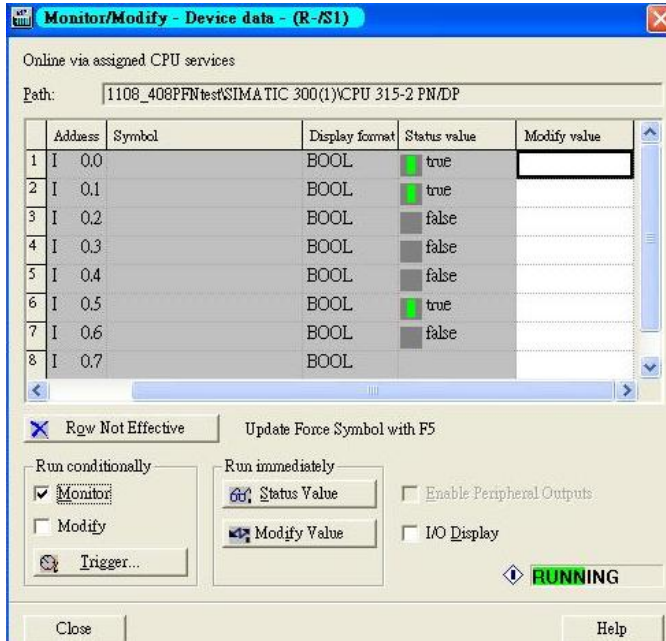 Monitor/Modify - Device data - (R-/S1)
Online via assigned CPU services
Path: 1108_408PFNtest\SIMATIC 300(1)\CPU 315-2 PN/DP
Address Symbol Display format Status value Modify value
1 I 0.0 BOOL true
2 I 0.1 BOOL true
3 I 0.2 BOOL false
4 I 0.3 BOOL false
5 I 0.4 BOOL false
6 I 0.5 BOOL true
7 I 0.6 BOOL false
8 I 0.7 BOOL
Row Not Effective Update Force Symbol with F5
Run conditionally Run immediately
Monitor Status Value Enable Peripheral Outputs
Modify Modify Value I/O Display
Trigger...
RUNNING
Close Help